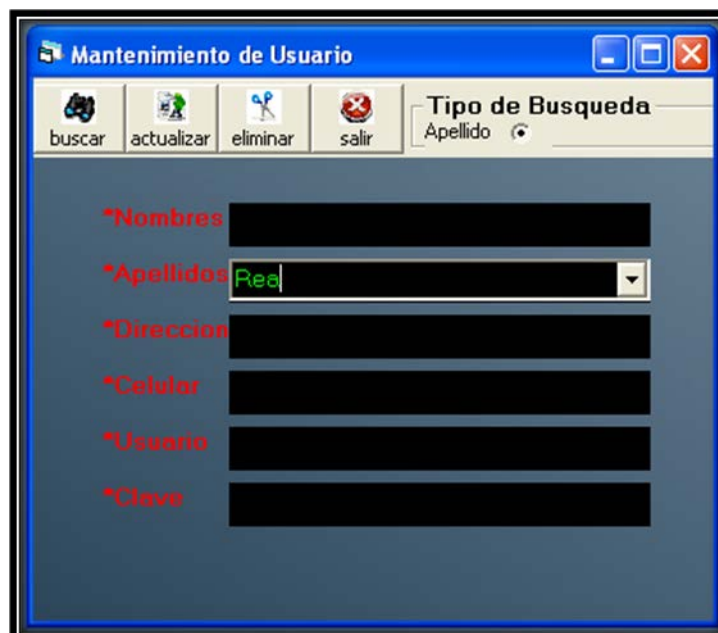 Mantenimiento de Usuario
buscar actualizar eliminar salir
Tipo de Busqueda
Apellido
*Nombres
*Apellidos Rea
*Direccion
*Celular
*Usuario
*Clave